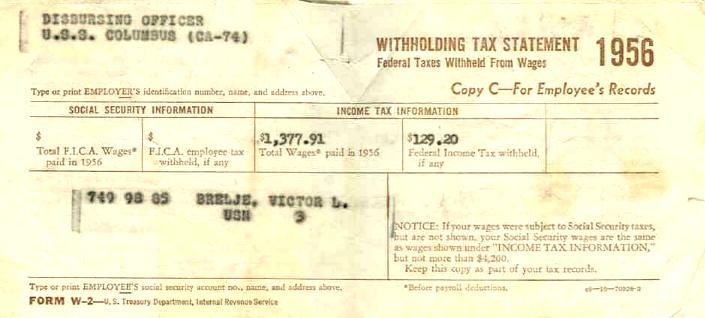 DISBURSING OFFICER
U.S.S. COLUMBUS (CA-74)
WITHHOLDING TAX STATEMENT 1956
Federal Taxes Withheld From Wages
Type or print EMPLOYER'S identification number, name, and address above.
Copy C—For Employee's Records
SOCIAL SECURITY INFORMATION INCOME TAX INFORMATION
$ $ $1,377.91 $129.20
Total F.I.C.A. Wages* F.I.C.A. employee tax Total Wages* paid in 1956 Federal Income Tax withheld,
paid in 1956 withheld, if any if any
749 98 85 BRELJE, VICTOR L.
USN 3
NOTICE: If your wages were subject to Social Security taxes,
but are not shown, your Social Security wages are the same
as wages shown under "INCOME TAX INFORMATION,"
but not more than $4,200.
Keep this copy as part of your tax records.
Type or print EMPLOYEE'S social security account no., name, and address above.
*Before payroll deductions.
FORM W-2—U. S. Treasury Department, Internal Revenue Service